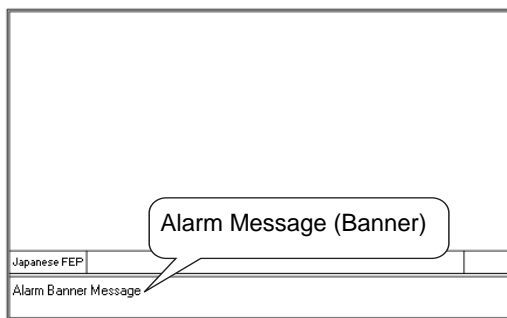 Alarm Message (Banner)
Japanese FEP
Alarm Banner Message